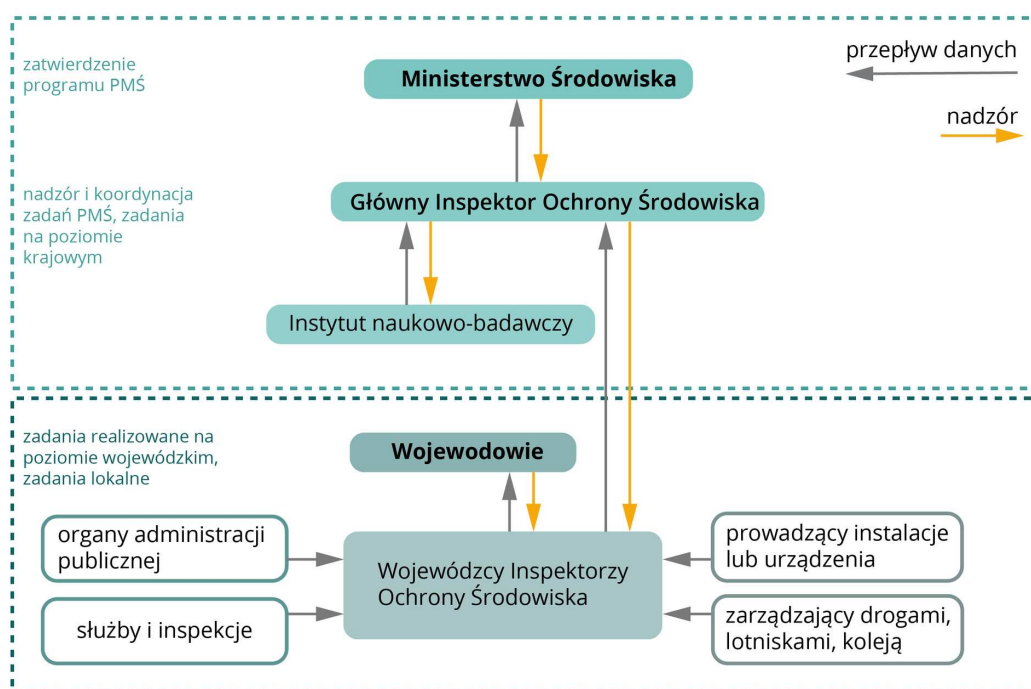 zatwierdzenie
programu PMŚ
Ministerstwo Środowiska
przepływ danych
nadzór
nadzór i koordynacja
zadań PMŚ, zadania
na poziomie
krajowym
Główny Inspektor Ochrony Środowiska
Instytut naukowo-badawczy
zadania realizowane na
poziomie wojewódzkim,
zadania lokalne
Wojewodowie
organy administracji
publicznej
służby i inspekcje
Wojewódzcy Inspektorzy
Ochrony Środowiska
prowadzący instalacje
lub urządzenia
zarządzający drogami,
lotniskami, koleją